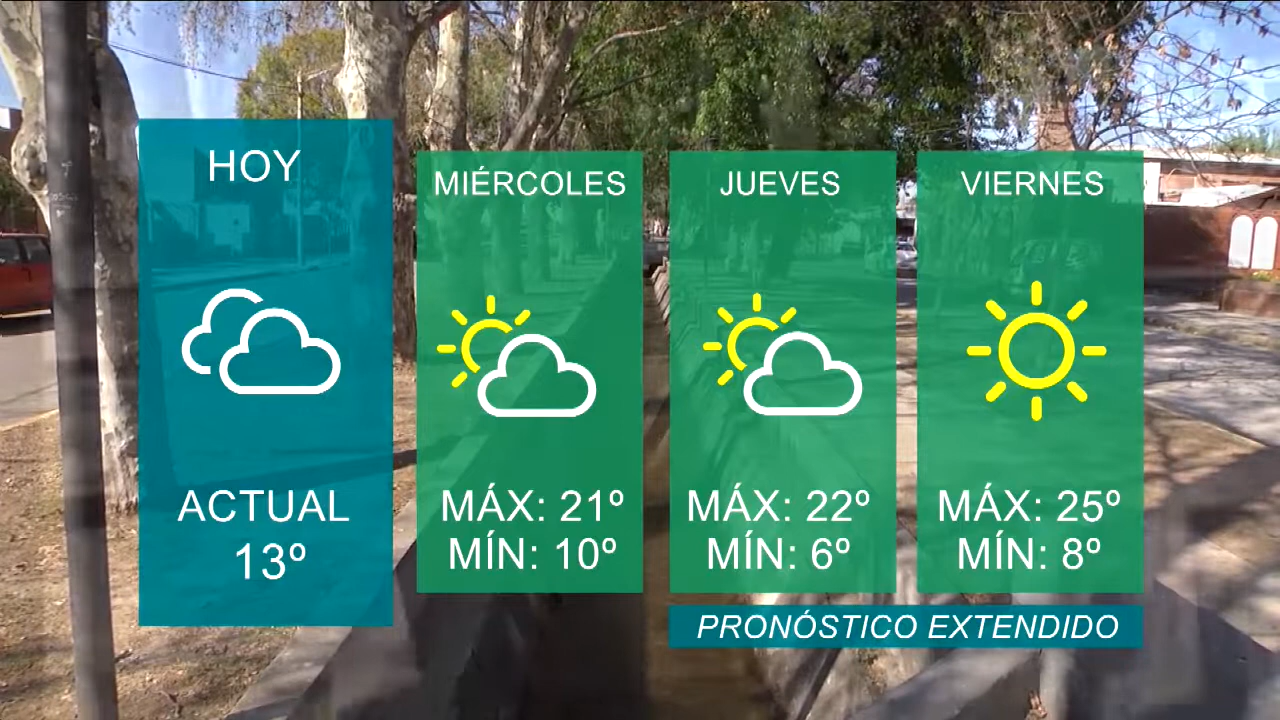 HOY
ACTUAL
13º
MIÉRCOLES
MÁX: 21º
MÍN: 10º
JUEVES
MÁX: 22º
MÍN: 6º
VIERNES
MÁX: 25º
MÍN: 8º
PRONÓSTICO EXTENDIDO